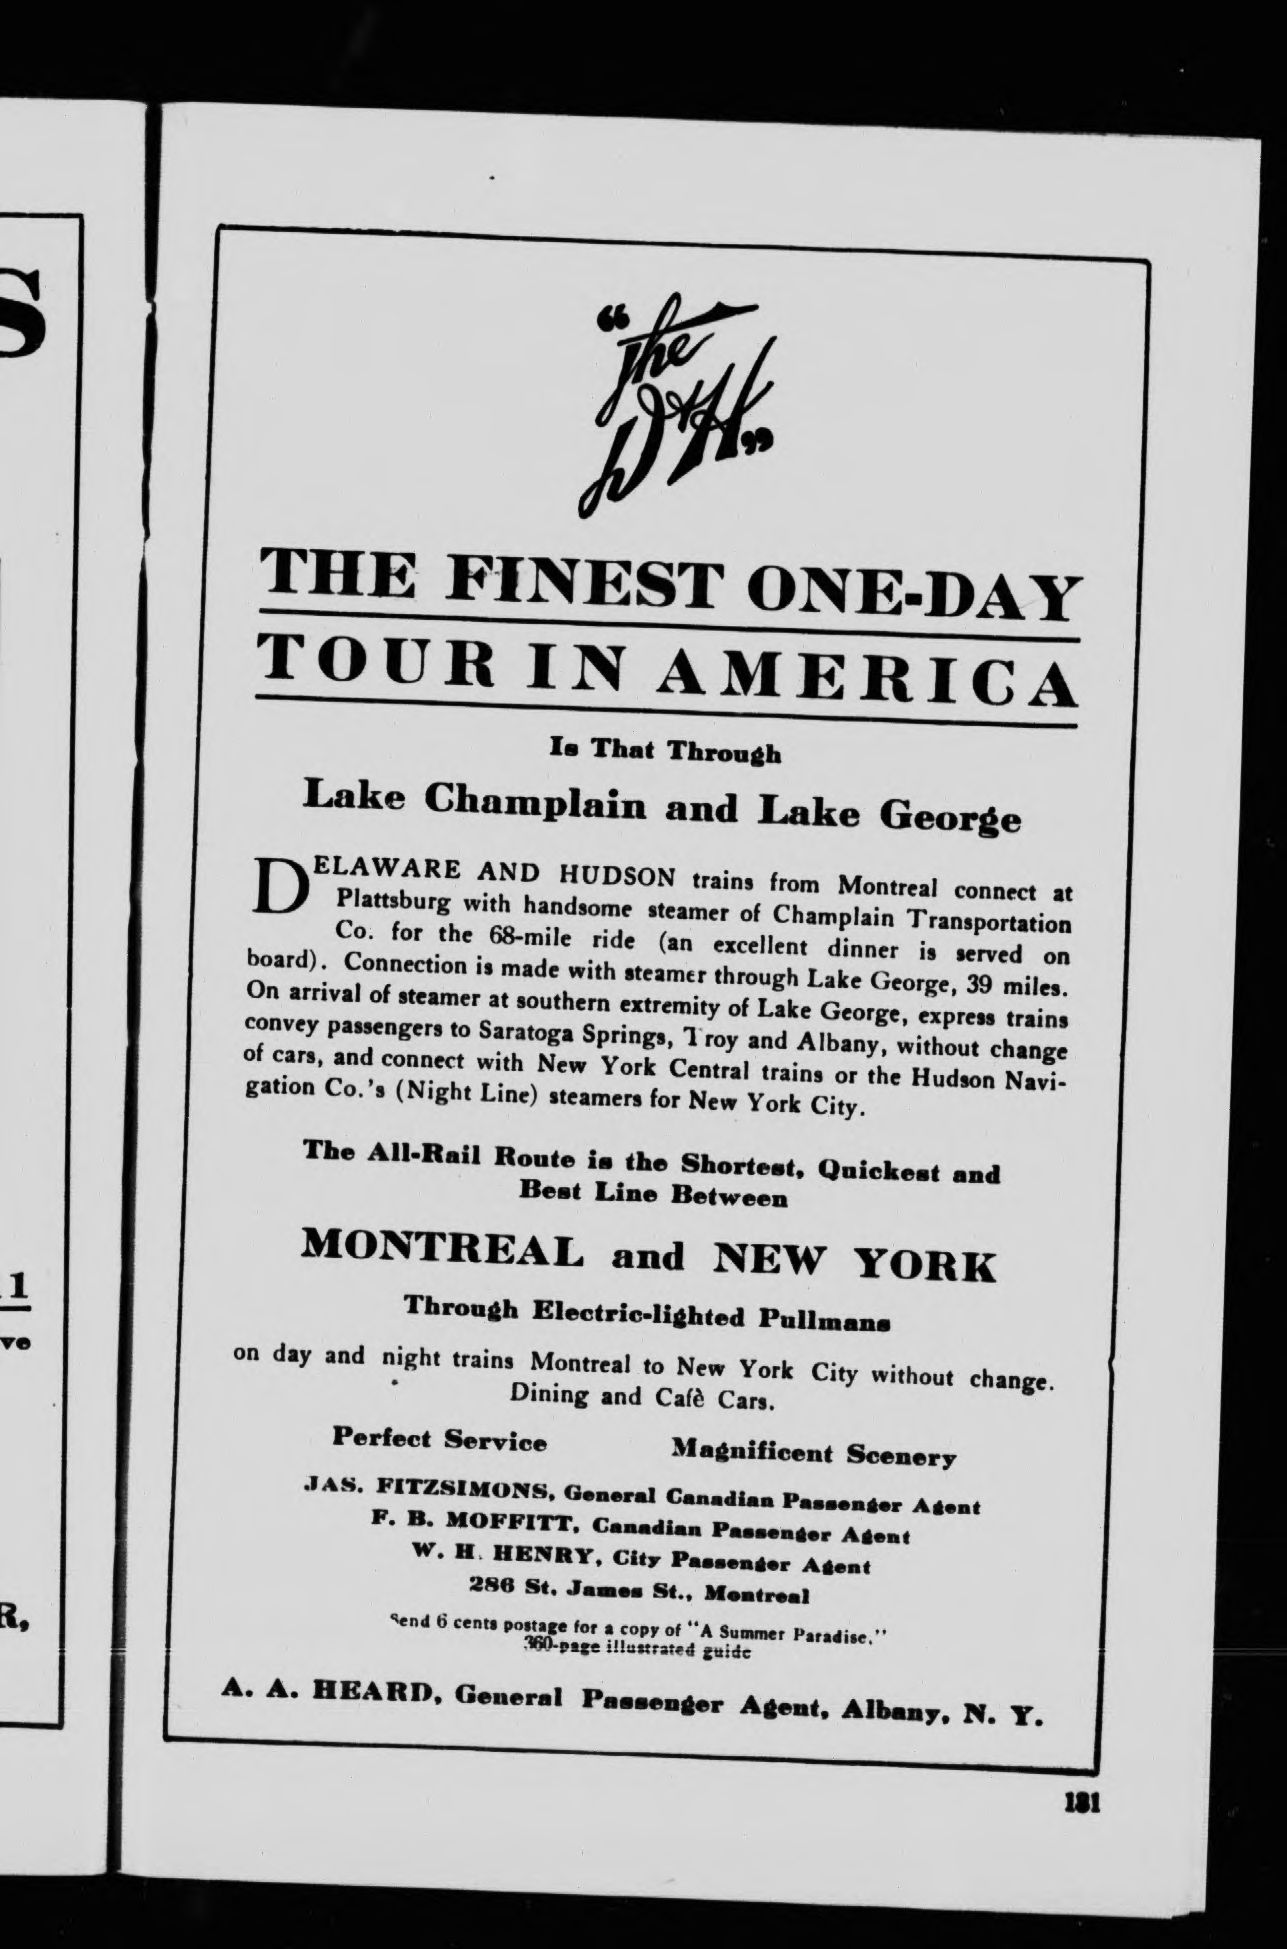 S
11
ve
R,
"The
D & H"
THE FINEST ONE-DAY
TOUR IN AMERICA
Is That Through
Lake Champlain and Lake George
DELAWARE AND HUDSON trains from Montreal connect at
Plattsburg with handsome steamer of Champlain Transportation
Co. for the 68-mile ride (an excellent dinner is served on
board). Connection is made with steamer through Lake George, 39 miles.
On arrival of steamer at southern extremity of Lake George, express trains
convey passengers to Saratoga Springs, Troy and Albany, without change
of cars, and connect with New York Central trains or the Hudson Navi-
gation Co.'s (Night Line) steamers for New York City.
The All-Rail Route is the Shortest, Quickest and
Best Line Between
MONTREAL and NEW YORK
Through Electric-lighted Pullmans
on day and night trains Montreal to New York City without change.
Dining and Cafè Cars.
Perfect Service Magnificent Scenery
JAS. FITZSIMONS, General Canadian Passenger Agent
F. B. MOFFITT, Canadian Passenger Agent
W. H. HENRY, City Passenger Agent
286 St. James St., Montreal
Send 6 cents postage for a copy of "A Summer Paradise,"
360-page illustrated guide
A. A. HEARD, General Passenger Agent, Albany, N. Y.